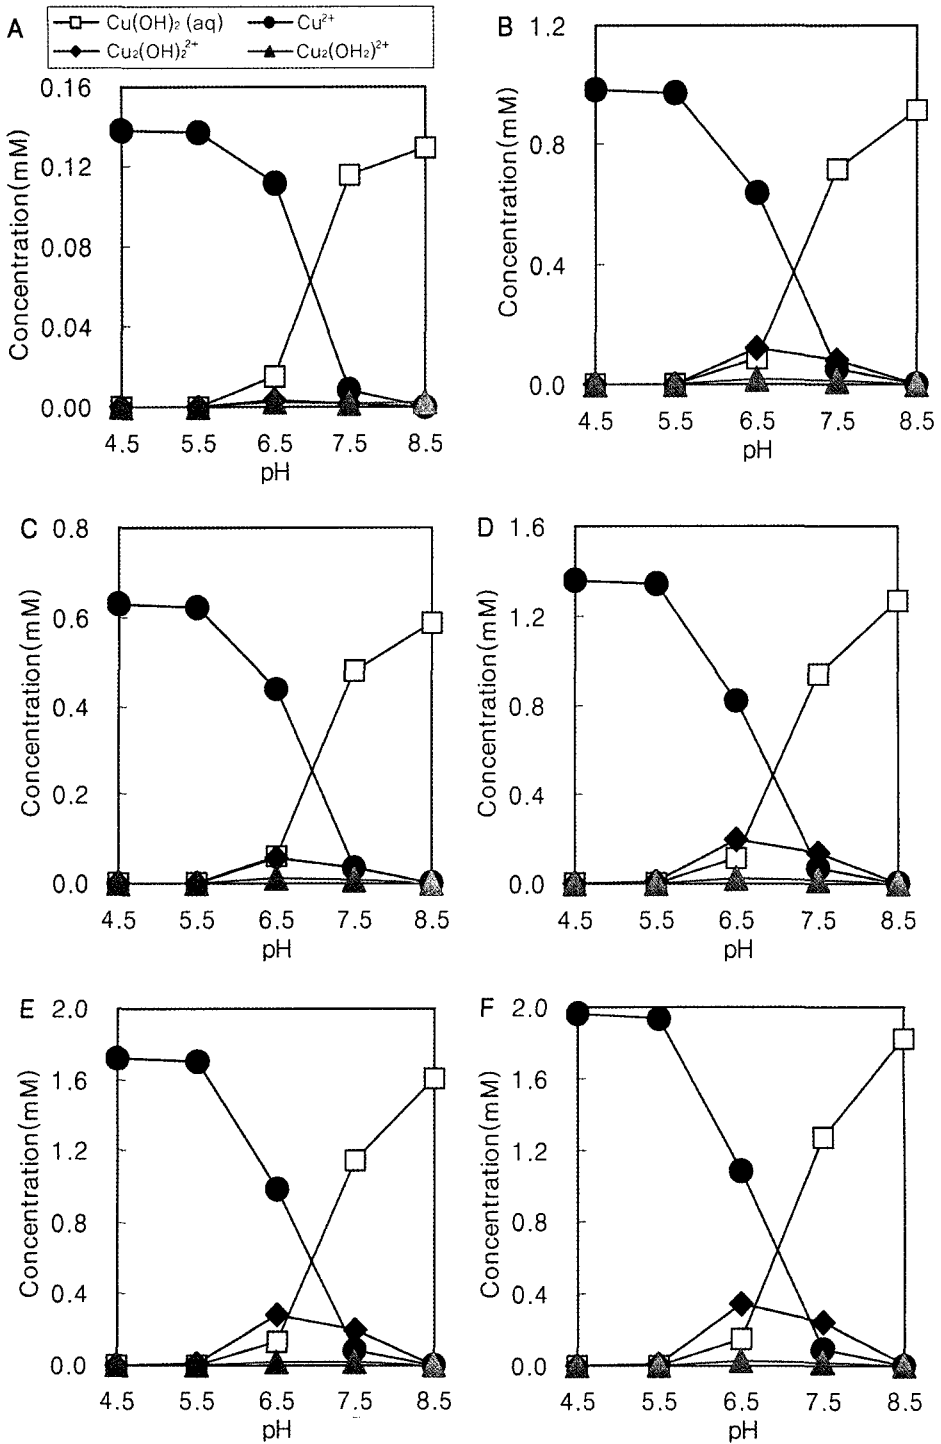 A
Cu(OH)₂ (aq) Cu²⁺
Cu₂(OH)₂²⁺ Cu₂(OH₂)²⁺
Concentration(mM)
0.16
0.12
0.08
0.04
0.00
4.5 5.5 6.5 7.5 8.5
pH
B
Concentration(mM)
1.2
0.8
0.4
0.0
4.5 5.5 6.5 7.5 8.5
pH
C
Concentration(mM)
0.8
0.6
0.4
0.2
0.0
4.5 5.5 6.5 7.5 8.5
pH
D
Concentration(mM)
1.6
1.2
0.8
0.4
0.0
4.5 5.5 6.5 7.5 8.5
pH
E
Concentration(mM)
2.0
1.6
1.2
0.8
0.4
0.0
4.5 5.5 6.5 7.5 8.5
pH
F
Concentration(mM)
2.0
1.6
1.2
0.8
0.4
0.0
4.5 5.5 6.5 7.5 8.5
pH